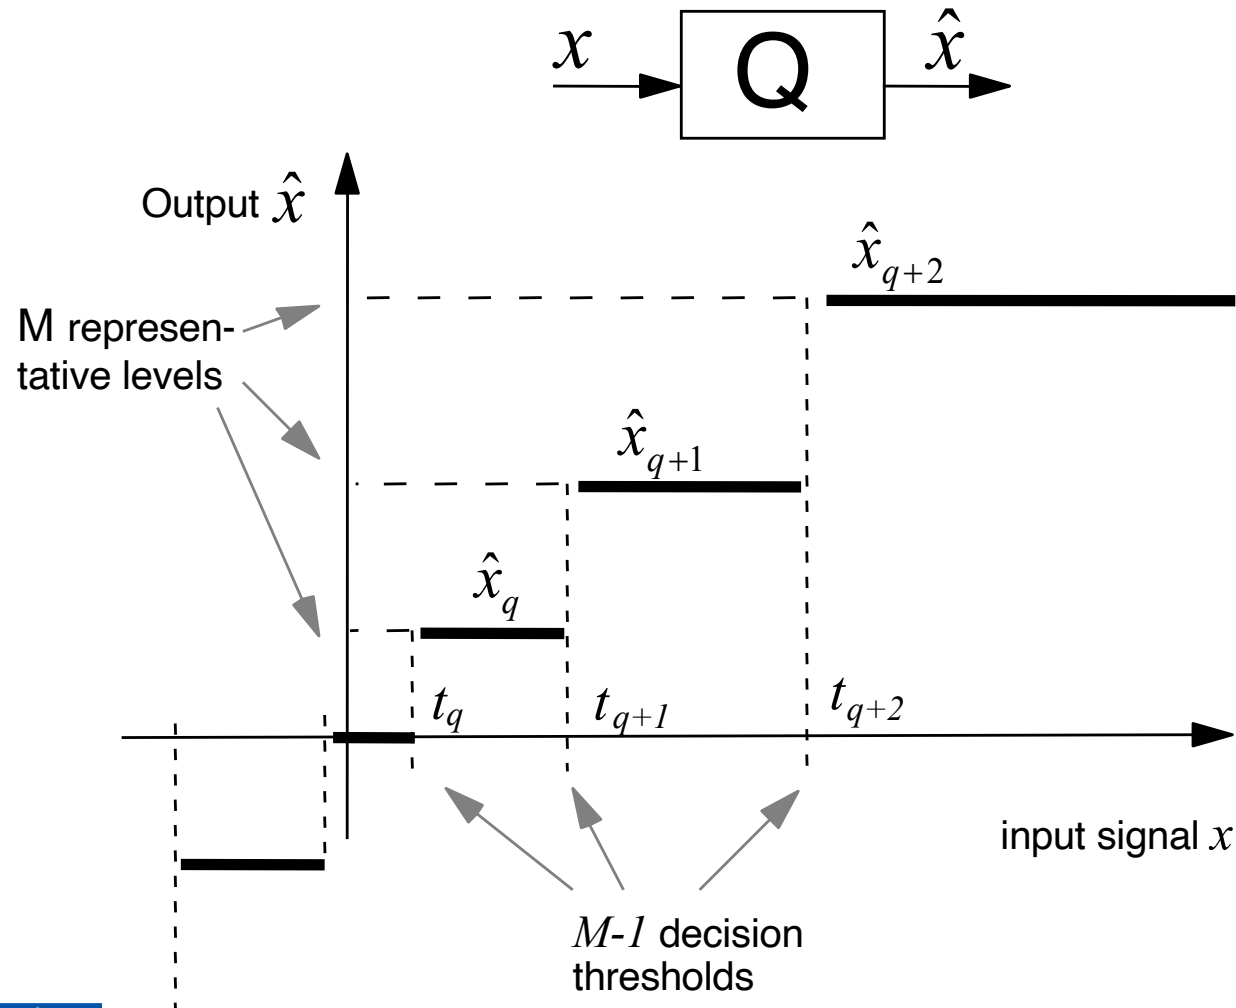 x
Q
x̂
Output x̂
x̂q+2
M represen-
tative levels
x̂q+1
x̂q
tq
tq+1
tq+2
input signal x
M-1 decision
thresholds